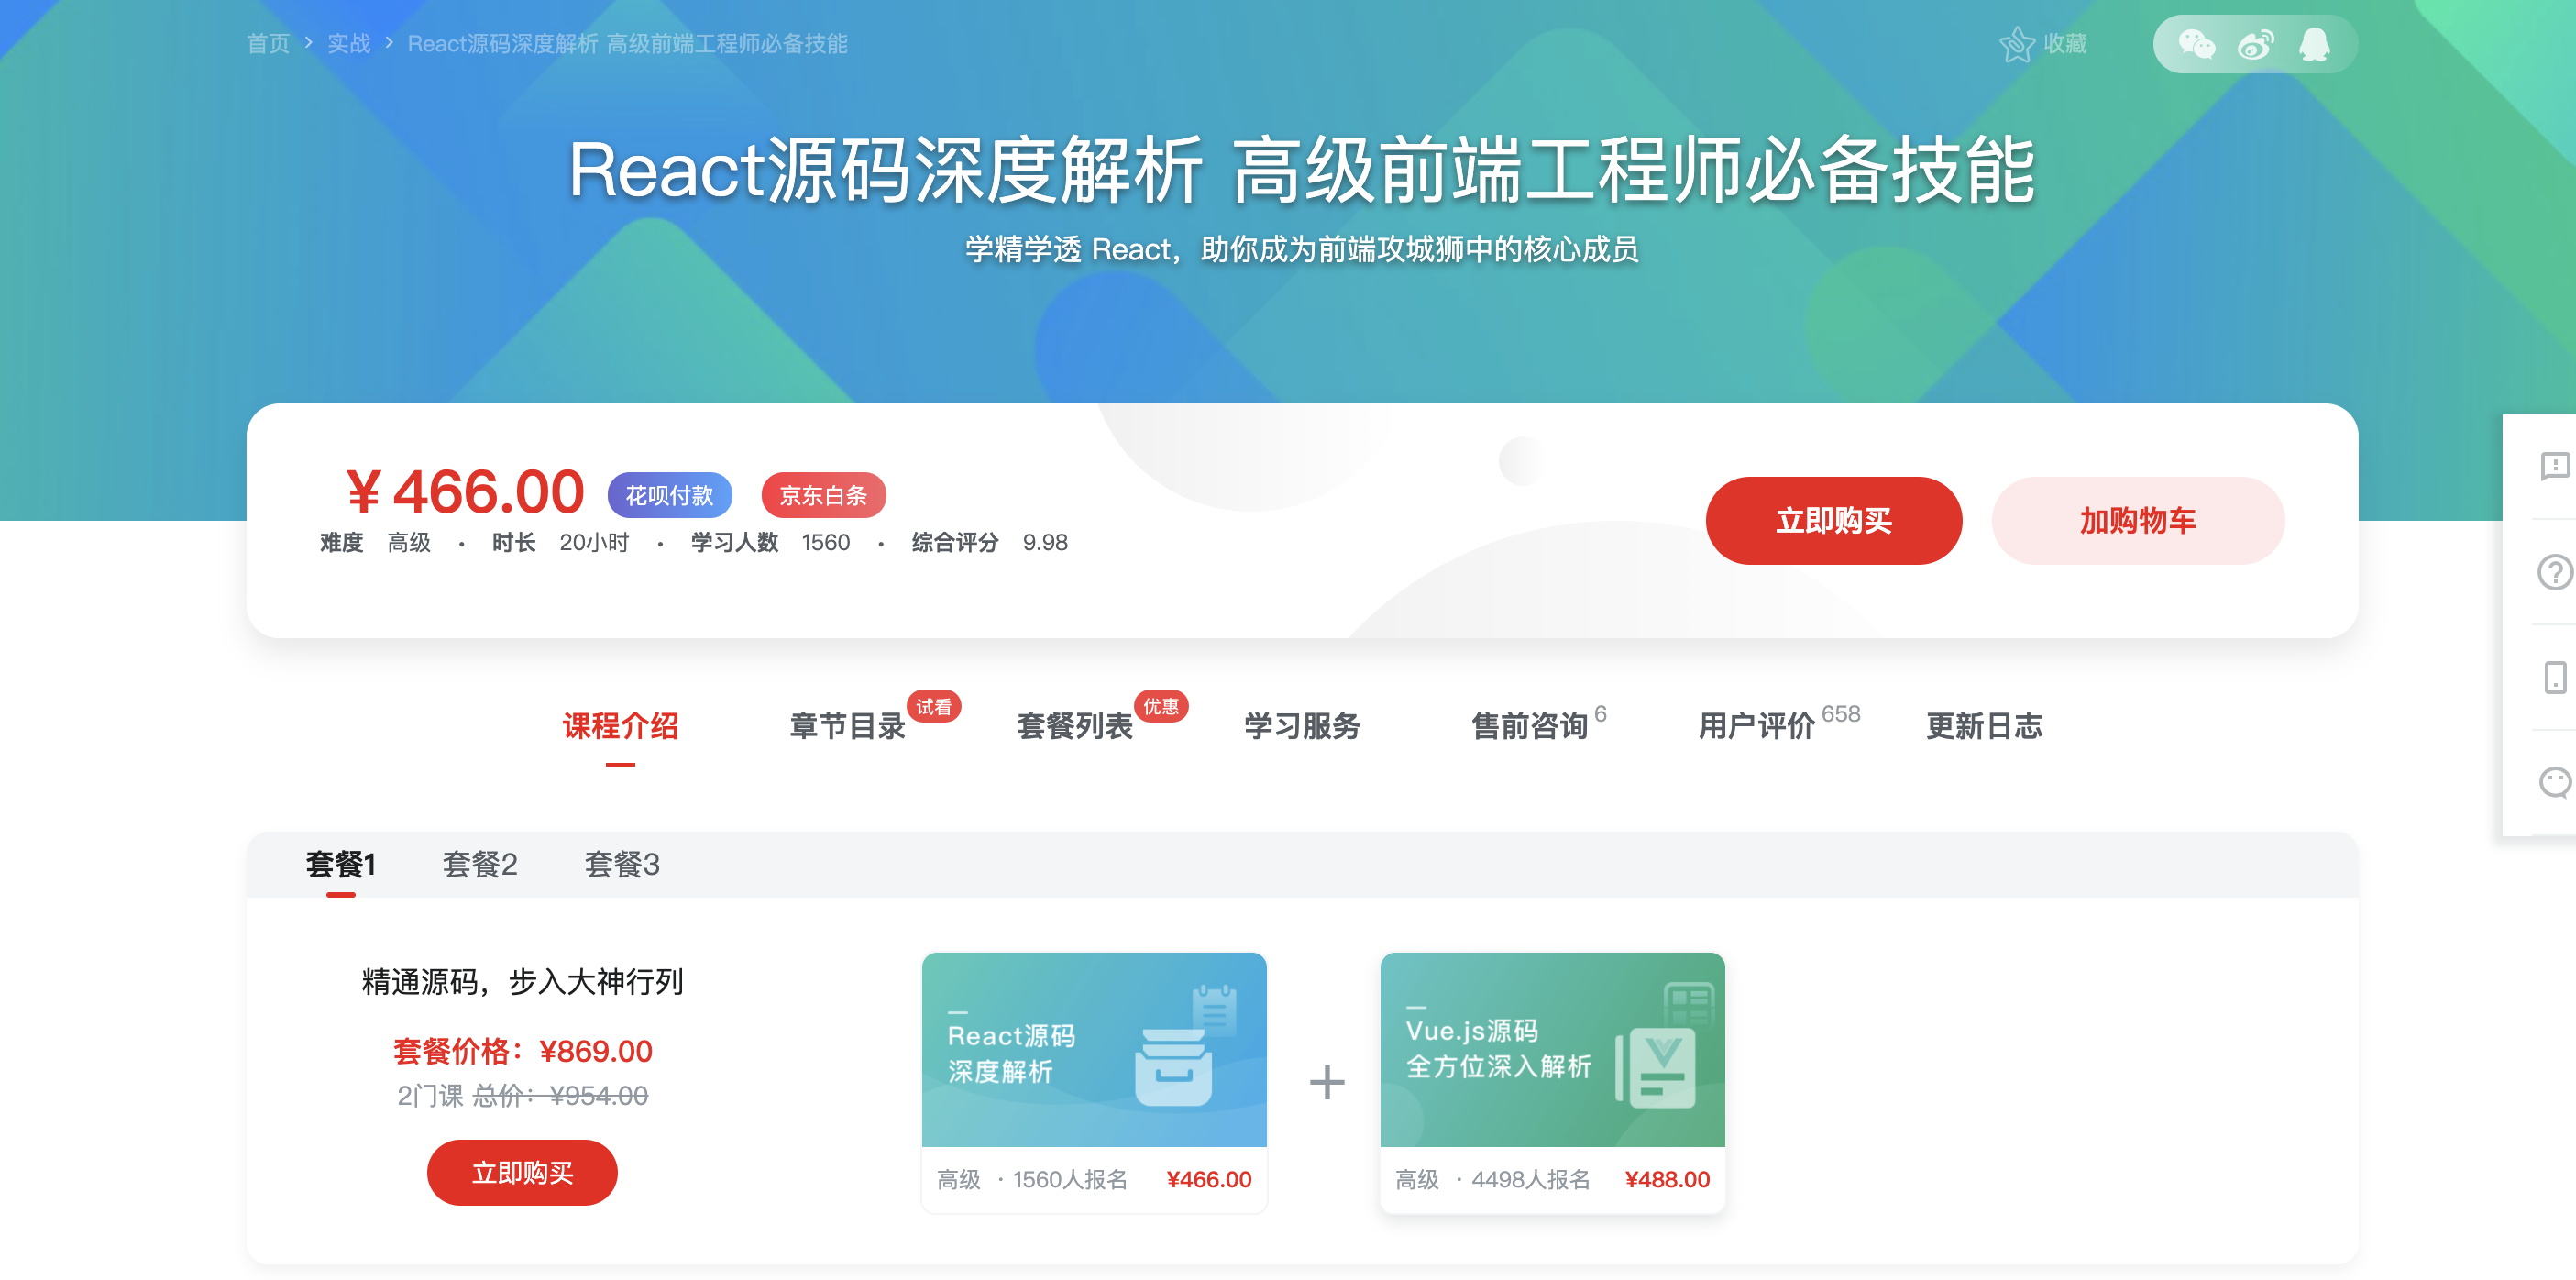 首页 > 实战 > React源码深度解析 高级前端工程师必备技能
收藏
React源码深度解析 高级前端工程师必备技能
学精学透 React，助你成为前端攻城狮中的核心成员
¥ 466.00 花呗付款 京东白条
难度 高级 · 时长 20小时 · 学习人数 1560 · 综合评分 9.98
立即购买 加购物车
课程介绍 章节目录 试看 套餐列表 优惠 学习服务 售前咨询 6 用户评价 658 更新日志
套餐1 套餐2 套餐3
精通源码，步入大神行列
套餐价格：¥869.00
2门课 总价：¥954.00
立即购买
React源码
深度解析
高级 · 1560人报名 ¥466.00
+
Vue.js源码
全方位深入解析
高级 · 4498人报名 ¥488.00